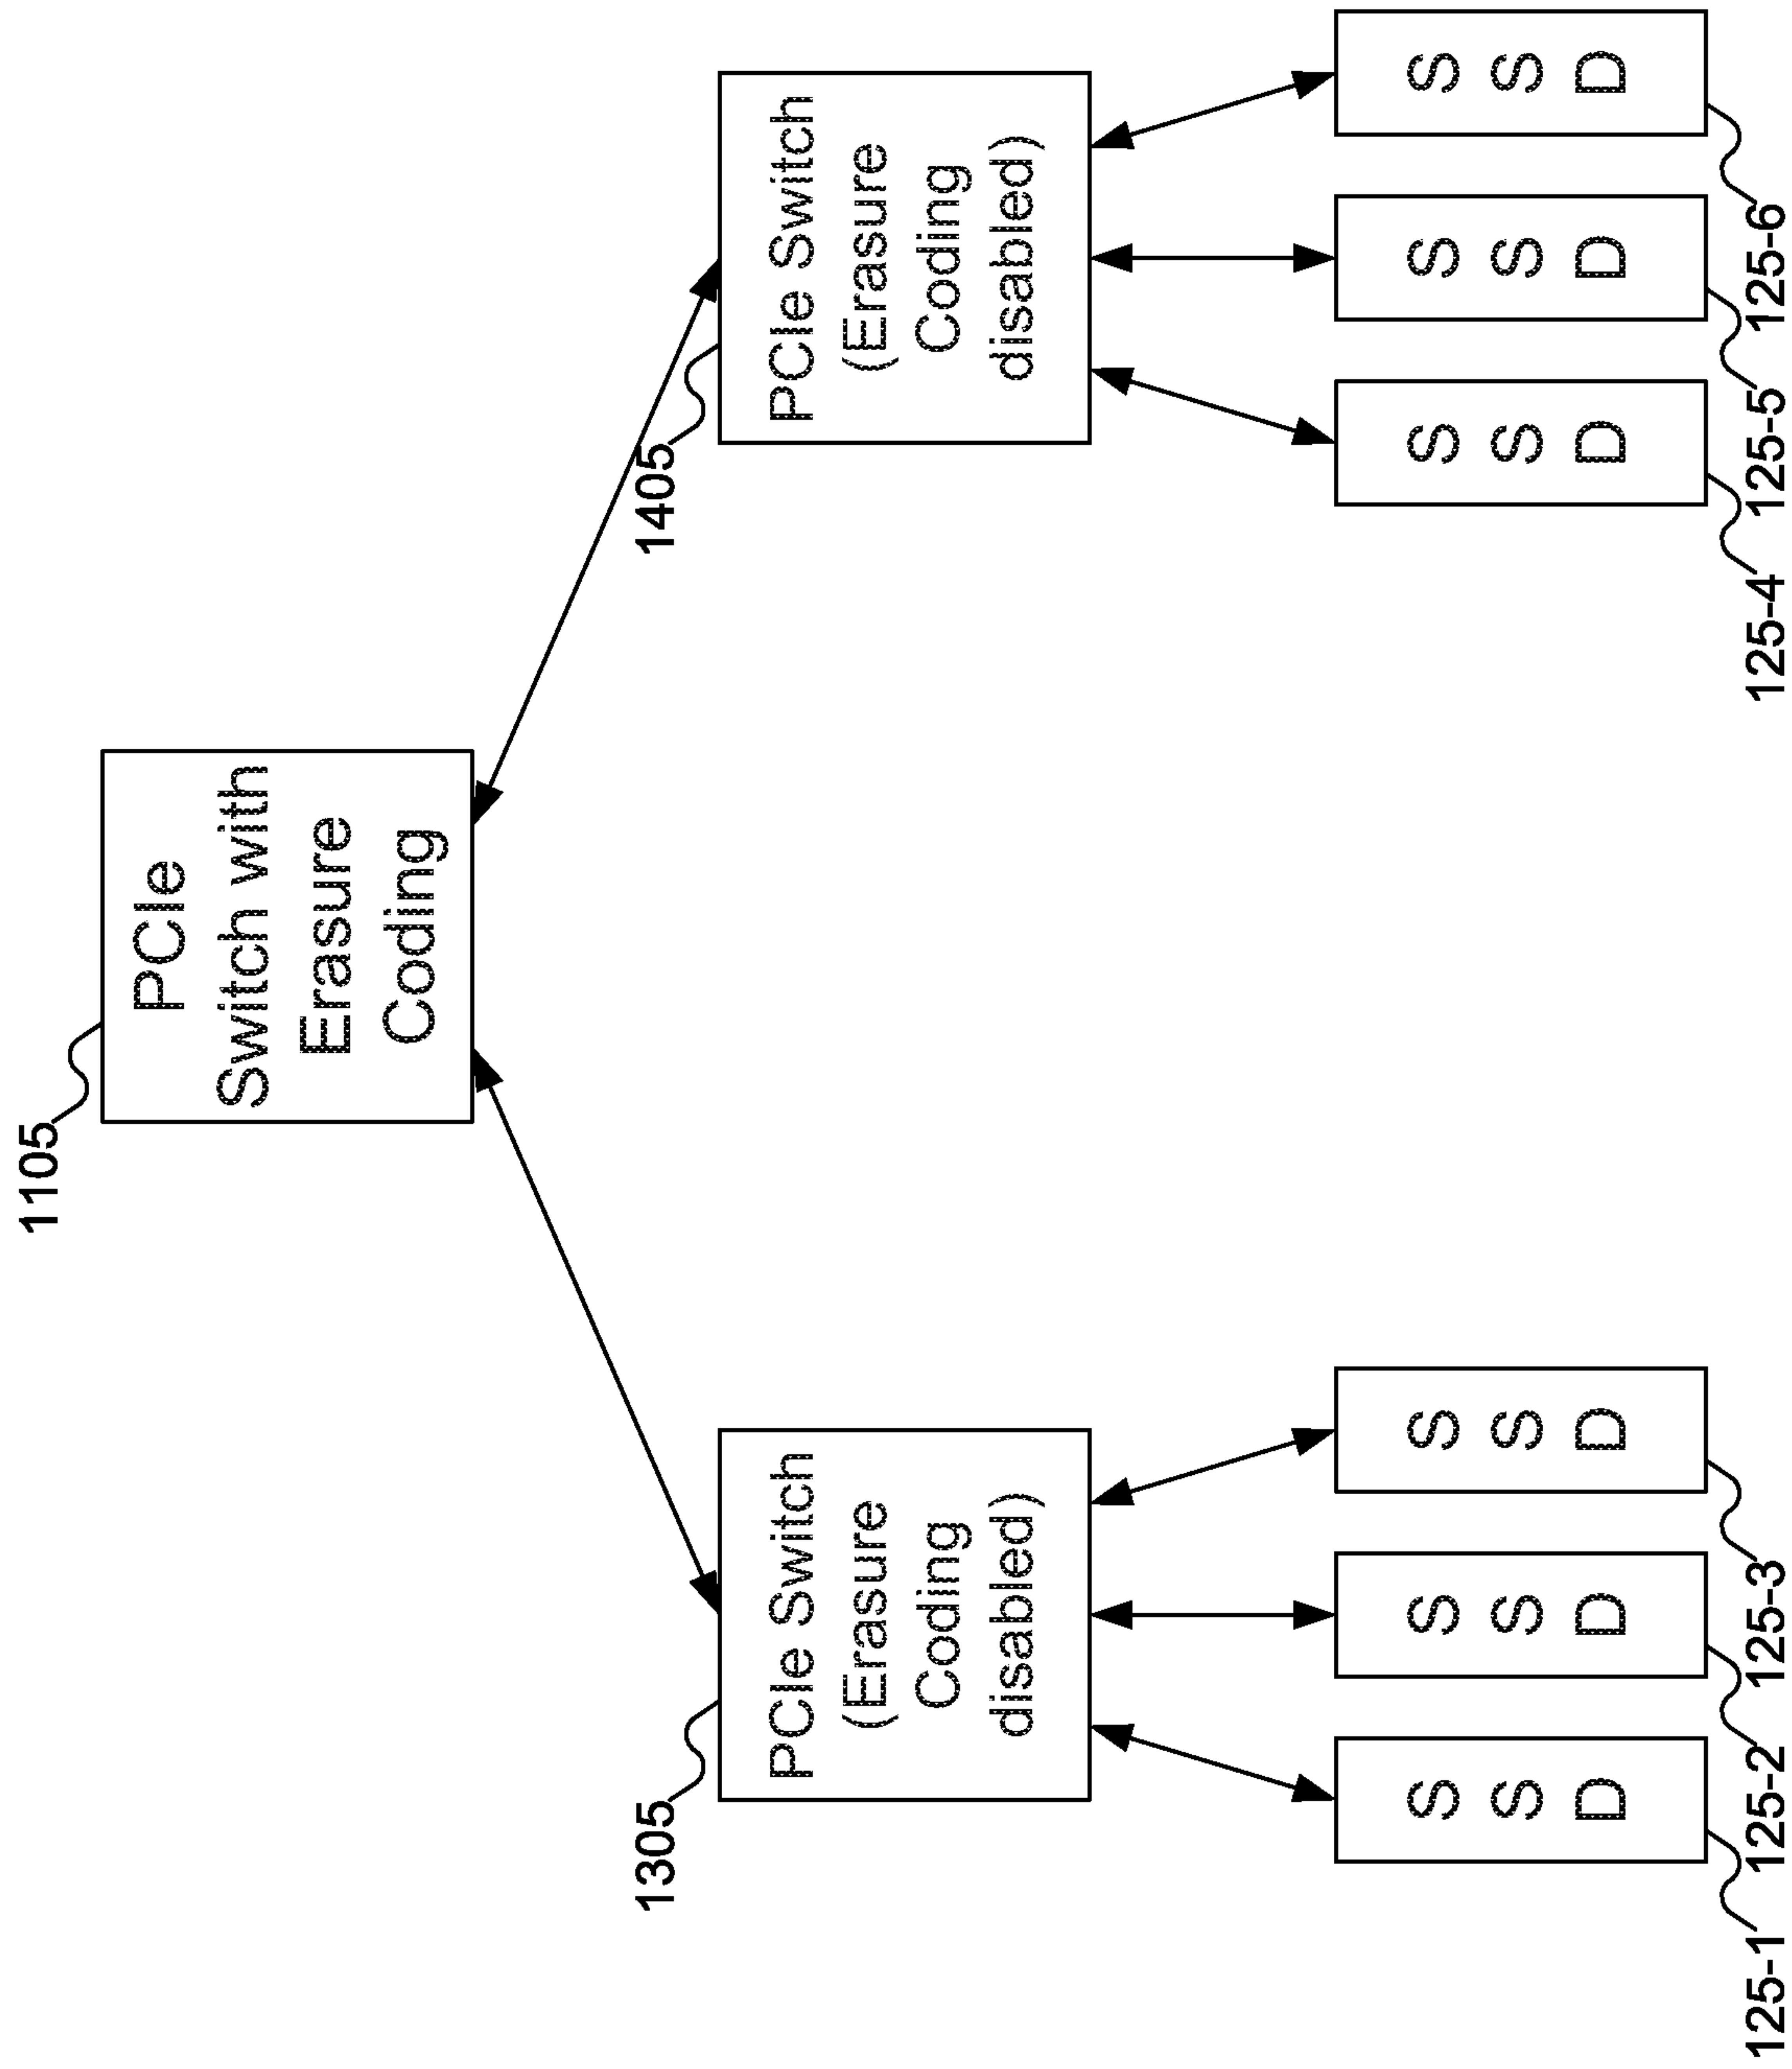 1105
PCIe
Switch with
Erasure
Coding
1305
PCIe Switch
(Erasure
Coding
disabled)
1405
PCIe Switch
(Erasure
Coding
disabled)
S
S
D
S
S
D
S
S
D
S
S
D
S
S
D
S
S
D
125-1
125-2
125-3
125-4
125-5
125-6